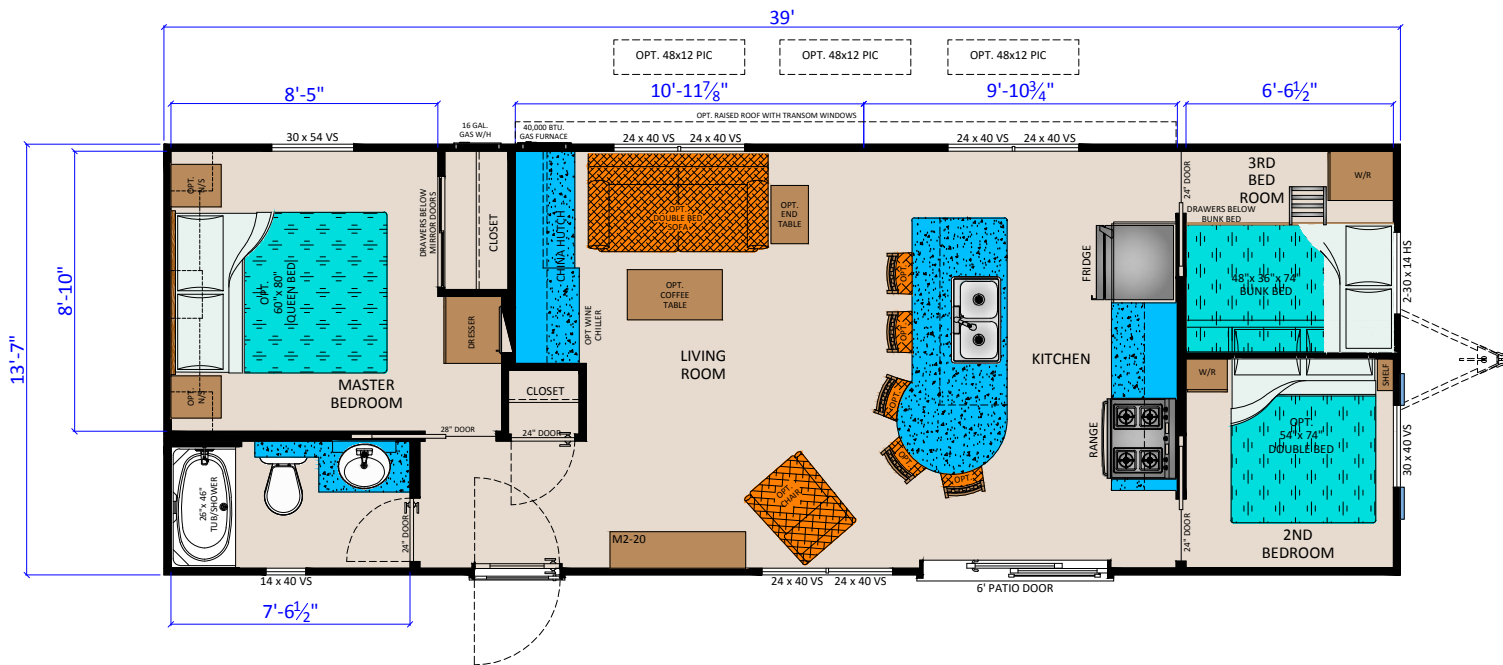 39'
OPT. 48x12 PIC
OPT. 48x12 PIC
OPT. 48x12 PIC
8'-5"
10'-11⅞"
9'-10¾"
6'-6½"
16 GAL.
GAS W/H
40,000 BTU.
GAS FURNACE
OPT. RAISED ROOF WITH TRANSOM WINDOWS
30 x 54 VS
24 x 40 VS
24 x 40 VS
24 x 40 VS
24 x 40 VS
13'-7"
8'-10"
OPT.
N/S
OPT.
60"x 80"
QUEEN BED
OPT.
N/S
MASTER
BEDROOM
DRAWERS BELOW
MIRROR DOORS
CLOSET
DRESSER
CHINA HUTCH
OPT WINE
CHILLER
OPT.
DOUBLE BED
SOFA
OPT.
END
TABLE
OPT.
COFFEE
TABLE
LIVING
ROOM
CLOSET
24" DOOR
28" DOOR
OPT.
OPT.
OPT.
OPT.
OPT.
KITCHEN
FRIDGE
RANGE
24" DOOR
3RD
BED
ROOM
W/R
DRAWERS BELOW
BUNK BED
48"x 36"x 74"
BUNK BED
2-30 x 14 HS
W/R
SHELF
OPT.
54"x 74"
DOUBLE BED
30 x 40 VS
2ND
BEDROOM
24" DOOR
26"x 46"
TUB/SHOWER
24" DOOR
M2-20
OPT.
CHAIR
14 x 40 VS
24 x 40 VS
24 x 40 VS
6' PATIO DOOR
7'-6½"